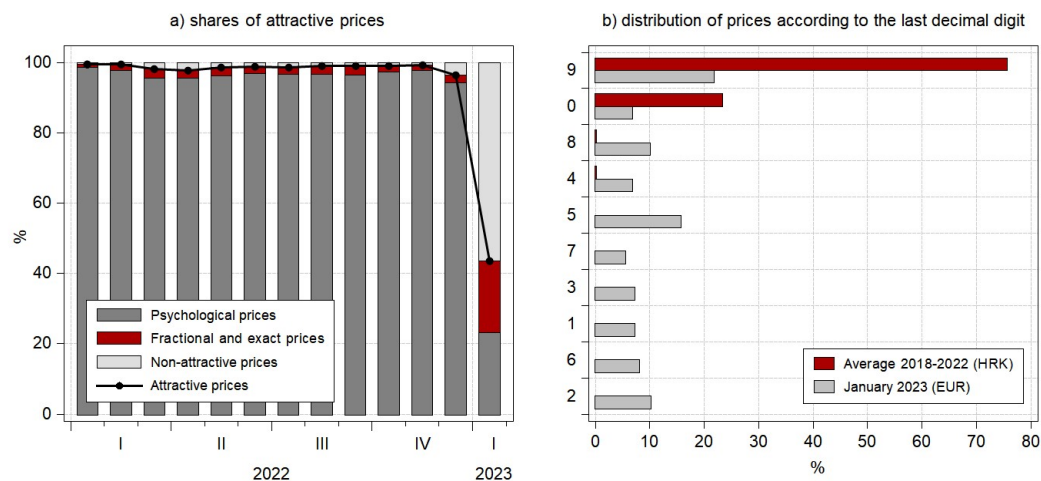 a) shares of attractive prices
100
80
60
40
20
0
%
Psychological prices
Fractional and exact prices
Non-attractive prices
Attractive prices
I II III IV I
2022 2023
b) distribution of prices according to the last decimal digit
9
0
8
4
5
7
3
1
6
2
Average 2018-2022 (HRK)
January 2023 (EUR)
0 10 20 30 40 50 60 70 80
%